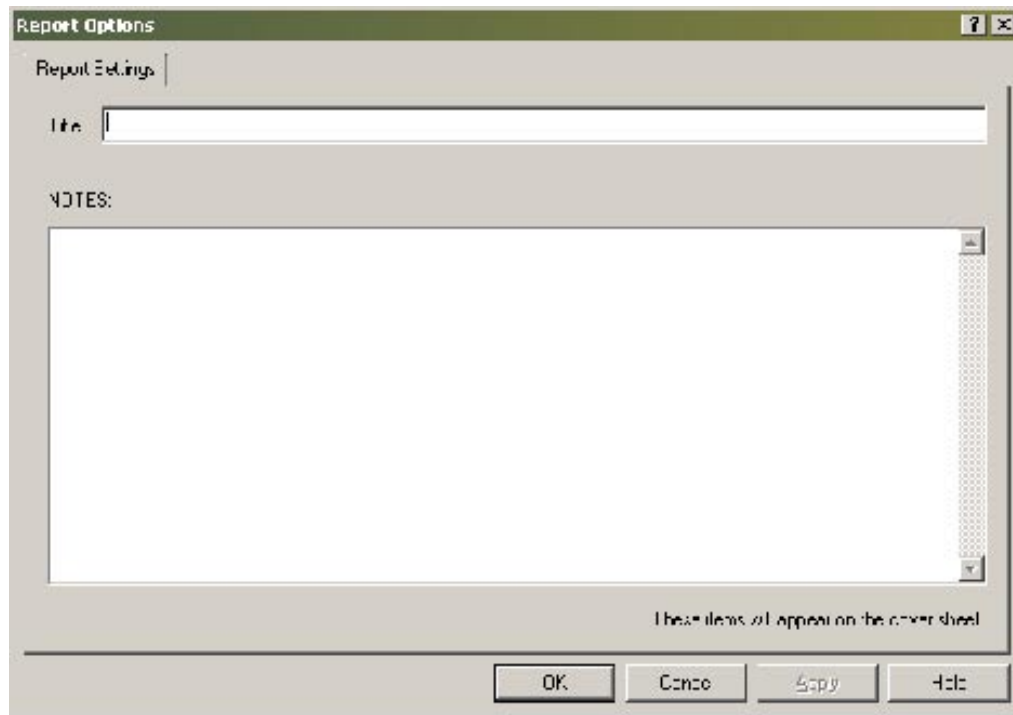 Report Options
Report Settings
Title
NOTES:
These items will appear on the cover sheet
OK Cancel Apply Help